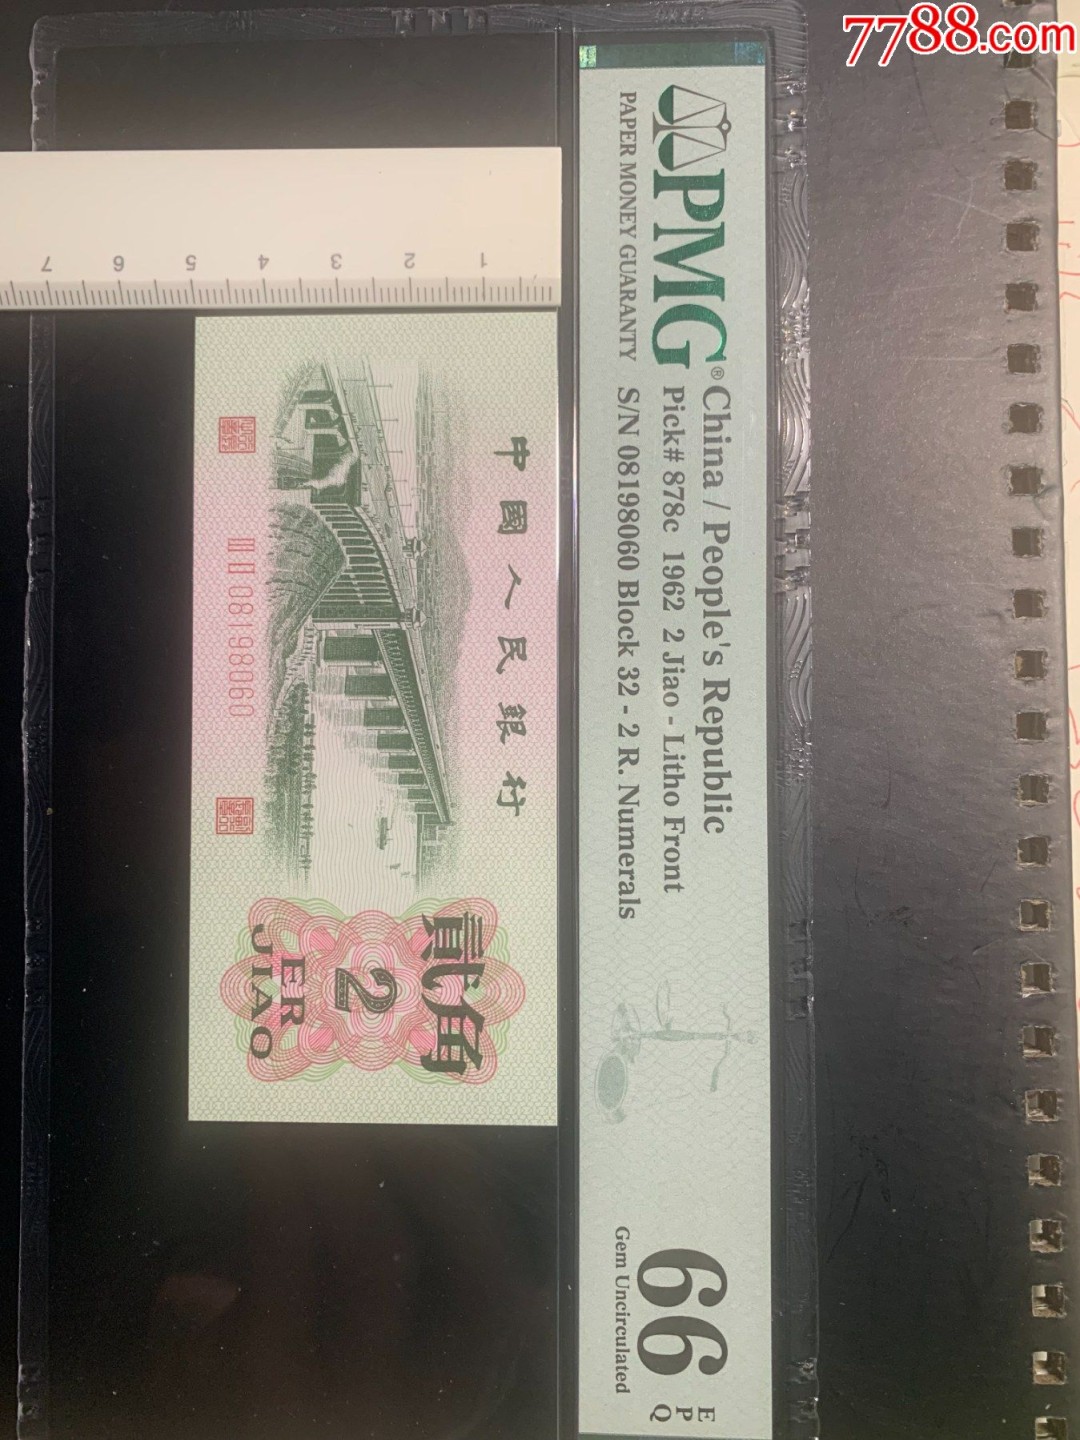 7788.com
PMG®
PAPER MONEY GUARANTY
China / People's Republic
Pick# 878c 1962 2 Jiao - Litho Front
S/N 08198060 Block 32 - 2 R. Numerals
66
EPQ
Gem Uncirculated
1 2 3 4 5 6 7
中國人民銀行
貳角
2
ER
JIAO
III II 08198060